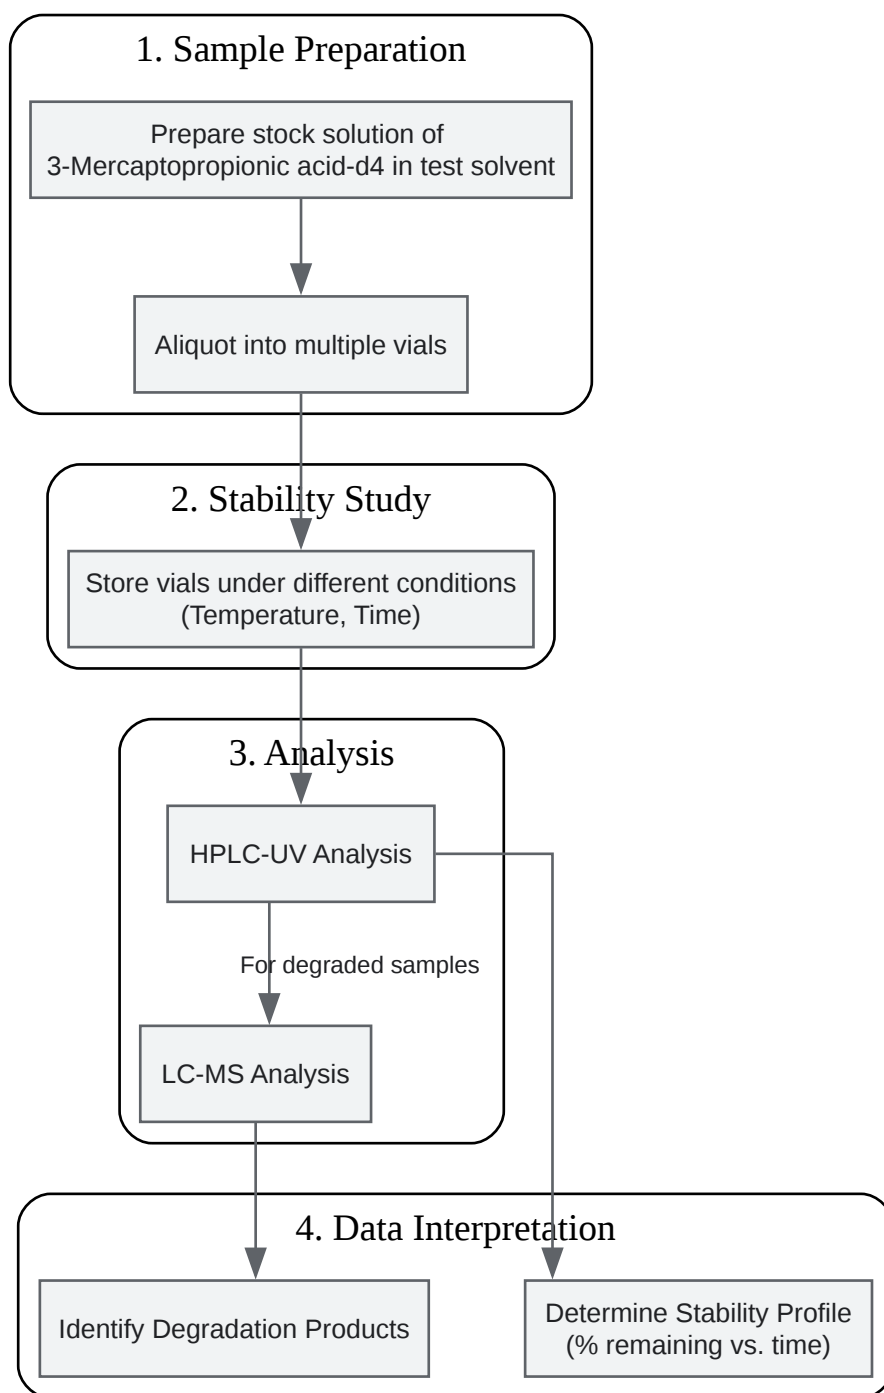 1. Sample Preparation
Prepare stock solution of
3-Mercaptopropionic acid-d4 in test solvent
Aliquot into multiple vials
2. Stability Study
Store vials under different conditions
(Temperature, Time)
3. Analysis
HPLC-UV Analysis
For degraded samples
LC-MS Analysis
4. Data Interpretation
Identify Degradation Products
Determine Stability Profile
(% remaining vs. time)